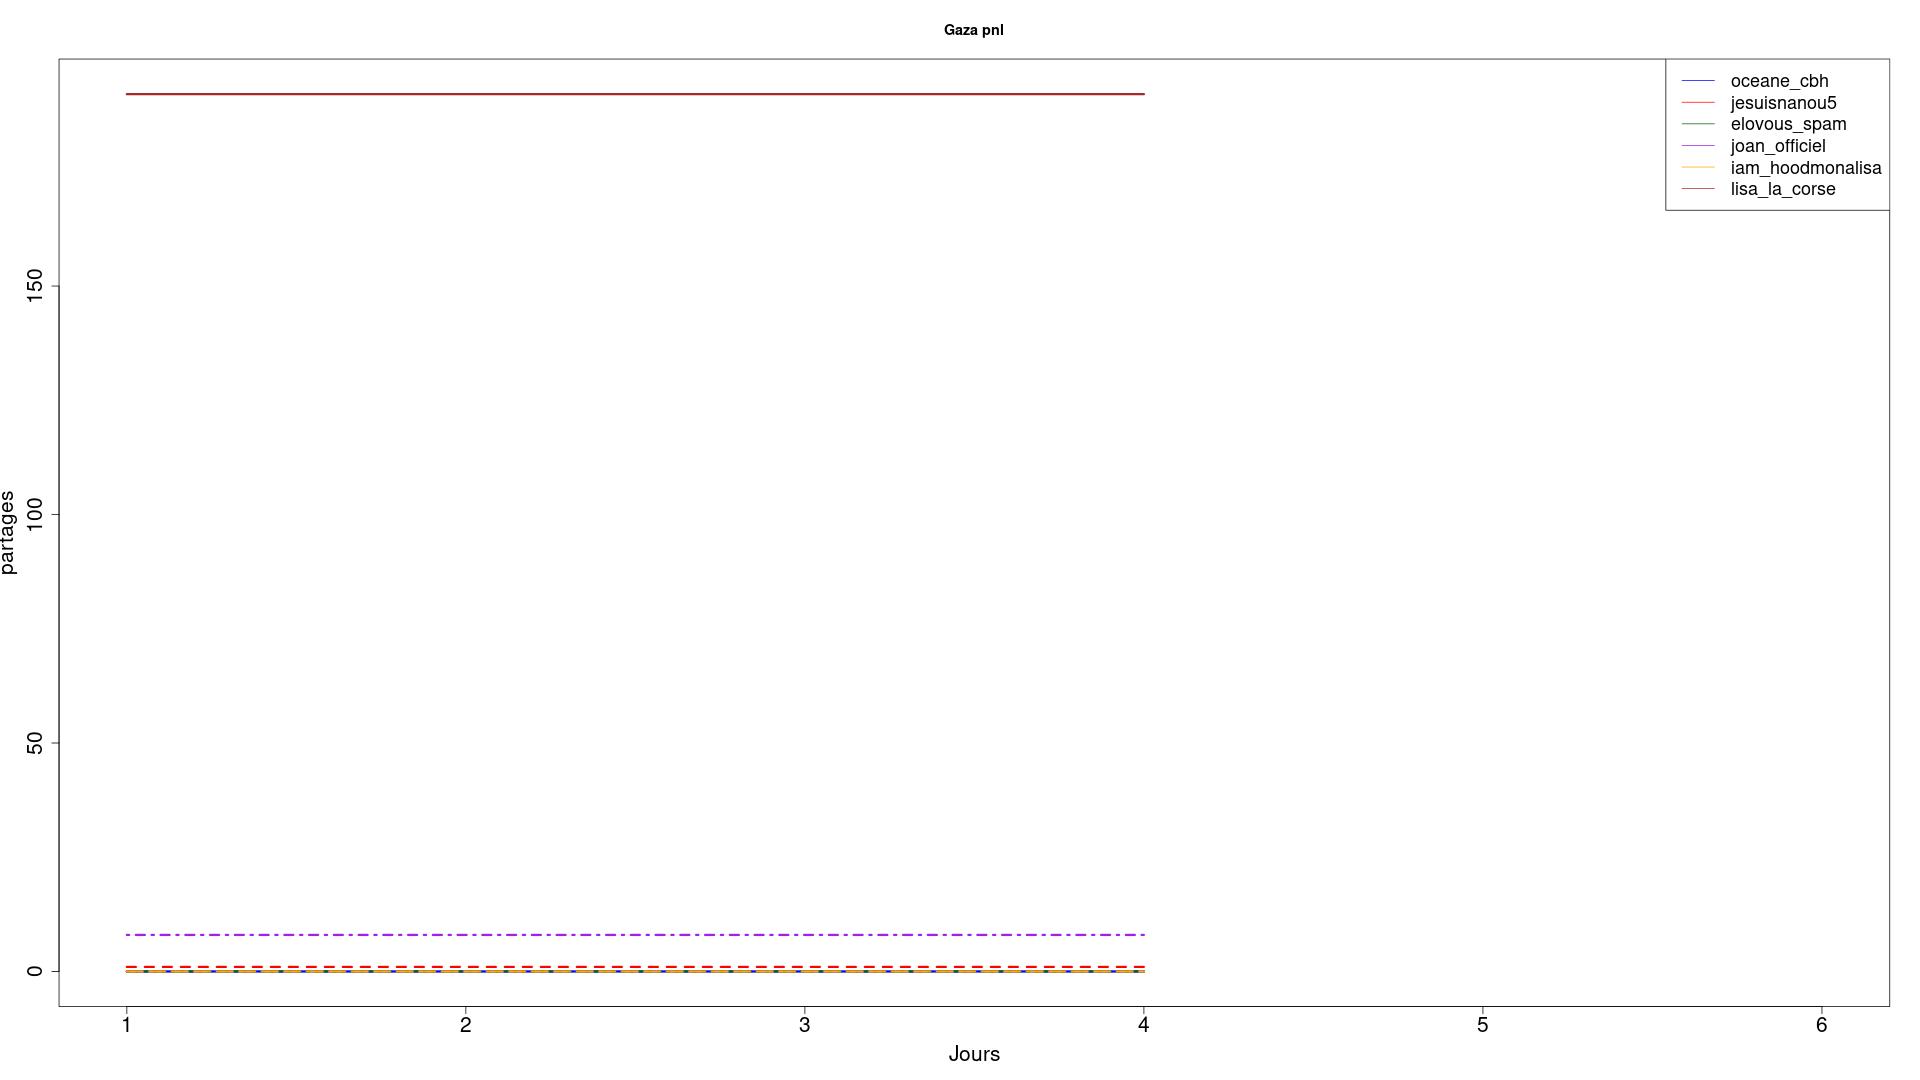 Gaza pnl
oceane_cbh
jesuisnanou5
elovous_spam
joan_officiel
iam_hoodmonalisa
lisa_la_corse
partages
150
100
50
0
1 2 3 4 5 6
Jours